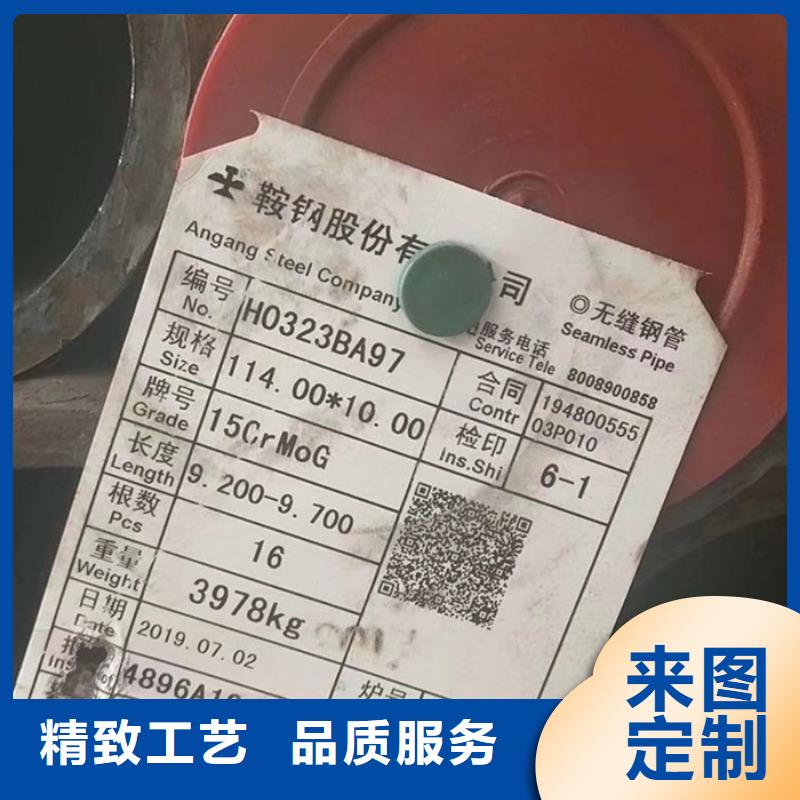 鞍钢股份有 司
Angang Steel Company
◎无缝钢管
Seamless Pipe
服务电话
Service Tele 8008900858
编号 No. H0323BA97
合同 Contr 194800555 03P010
规格 Size 114.00*10.00
检印 Ins.Shi 6-1
牌号 Grade 15CrMoG
长度 Length 9.200-9.700
根数 Pcs 16
重量 Weight 3978kg
日期 Date 2019.07.02
炉号
4896A
来图
定制
精致工艺 品质服务